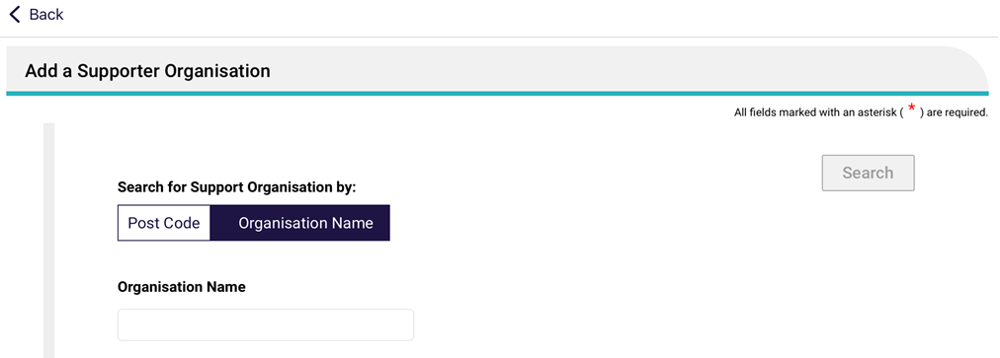 Back
Add a Supporter Organisation
All fields marked with an asterisk ( * ) are required.
Search
Search for Support Organisation by:
Post Code Organisation Name
Organisation Name